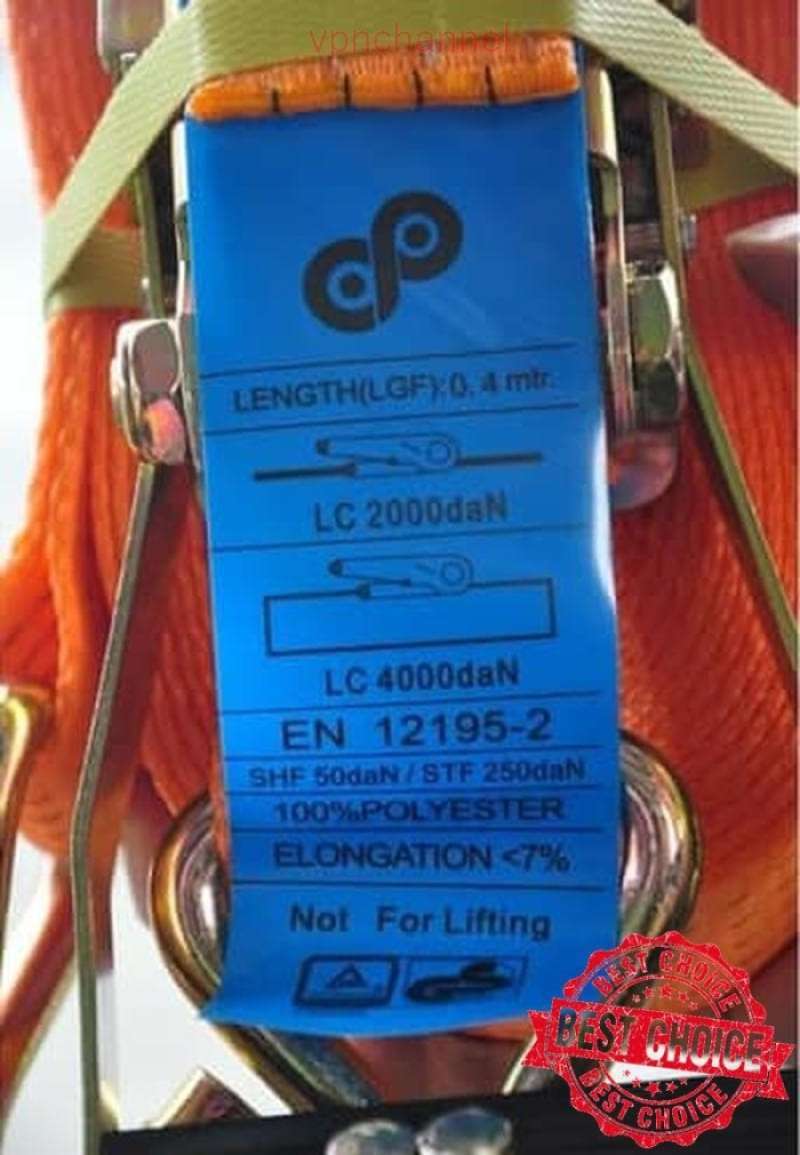 vpnchannel
LENGTH(LGF):0.4 mtr.
LC 2000daN
LC 4000daN
EN 12195-2
SHF 50daN / STF 250daN
100%POLYESTER
ELONGATION <7%
Not For Lifting
BEST CHOICE
BEST CHOICE
BEST CHOICE